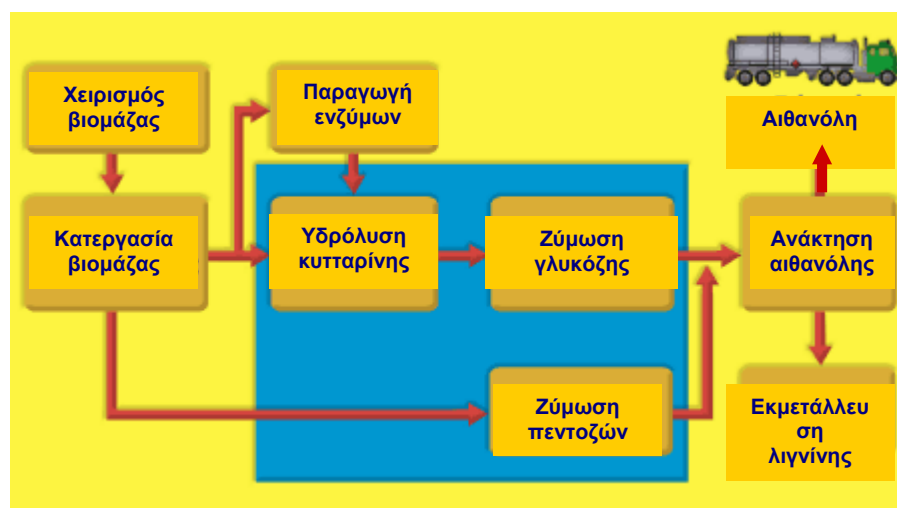 Χειρισμός
βιομάζας
Παραγωγή
ενζύμων
Αιθανόλη
Κατεργασία
βιομάζας
Υδρόλυση
κυτταρίνης
Ζύμωση
γλυκόζης
Ανάκτηση
αιθανόλης
Ζύμωση
πεντοζών
Εκμετάλλευ
ση
λιγνίνης